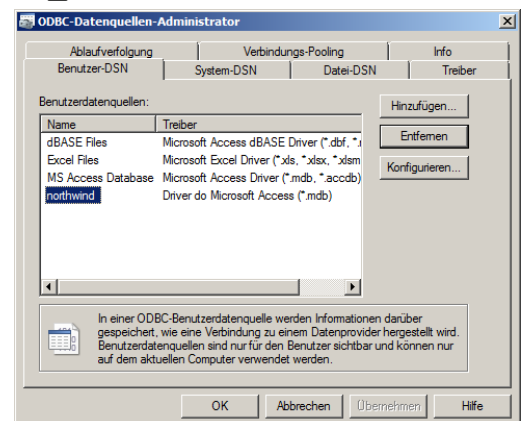 ODBC-Datenquellen-Administrator
Ablaufverfolgung Verbindungs-Pooling Info
Benutzer-DSN System-DSN Datei-DSN Treiber
Benutzerdatenquellen:
Hinzufügen...
Name Treiber
dBASE Files Microsoft Access dBASE Driver (*.dbf, *.
Entfernen
Excel Files Microsoft Excel Driver (*.xls, *.xlsx, *.xlsm
Konfigurieren...
MS Access Database Microsoft Access Driver (*.mdb, *.accdb)
northwind Driver do Microsoft Access (*.mdb)
In einer ODBC-Benutzerdatenquelle werden Informationen darüber
gespeichert, wie eine Verbindung zu einem Datenprovider hergestellt wird.
Benutzerdatenquellen sind nur für den Benutzer sichtbar und können nur
auf dem aktuellen Computer verwendet werden.
OK Abbrechen Übernehmen Hilfe